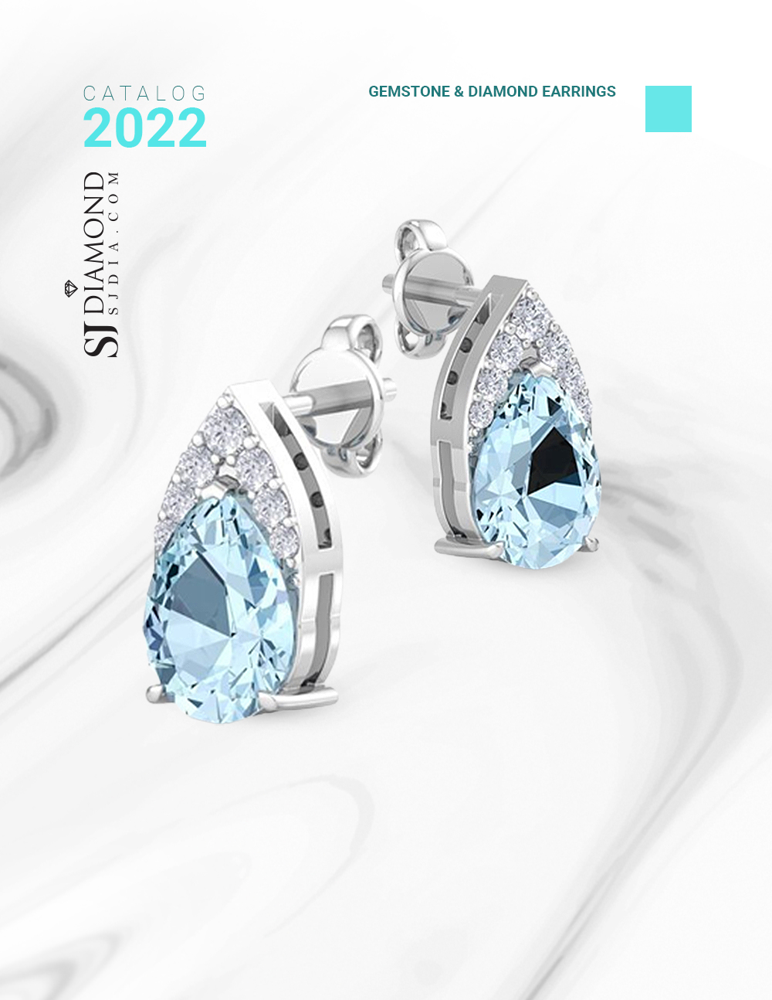 CATALOG
2022
GEMSTONE & DIAMOND EARRINGS
SJ DIAMOND
SJDIA.COM